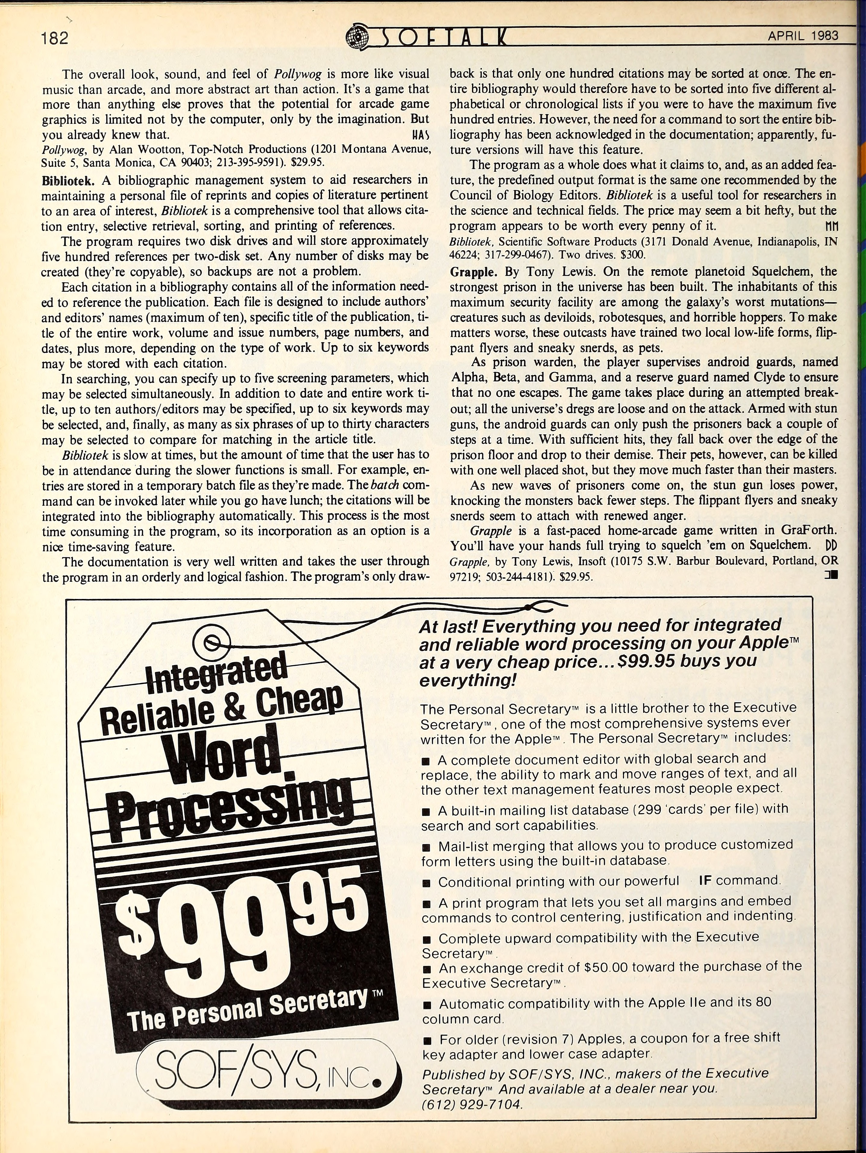 182
SOFTALK
APRIL 1983
The overall look, sound, and feel of Pollywog is more like visual
music than arcade, and more abstract art than action. It's a game that
more than anything else proves that the potential for arcade game
graphics is limited not by the computer, only by the imagination. But
you already knew that. WAS
Pollywog, by Alan Wootton, Top-Notch Productions (1201 Montana Avenue,
Suite 5, Santa Monica, CA 90403; 213-395-9591). $29.95.
Bibliotek. A bibliographic management system to aid researchers in
maintaining a personal file of reprints and copies of literature pertinent
to an area of interest, Bibliotek is a comprehensive tool that allows cita-
tion entry, selective retrieval, sorting, and printing of references.
The program requires two disk drives and will store approximately
five hundred references per two-disk set. Any number of disks may be
created (they're copyable), so backups are not a problem.
Each citation in a bibliography contains all of the information need-
ed to reference the publication. Each file is designed to include authors'
and editors' names (maximum of ten), specific title of the publication, ti-
tle of the entire work, volume and issue numbers, page numbers, and
dates, plus more, depending on the type of work. Up to six keywords
may be stored with each citation.
In searching, you can specify up to five screening parameters, which
may be selected simultaneously. In addition to date and entire work ti-
tle, up to ten authors/editors may be specified, up to six keywords may
be selected, and, finally, as many as six phrases of up to thirty characters
may be selected to compare for matching in the article title.
Bibliotek is slow at times, but the amount of time that the user has to
be in attendance during the slower functions is small. For example, en-
tries are stored in a temporary batch file as they're made. The batch com-
mand can be invoked later while you go have lunch; the citations will be
integrated into the bibliography automatically. This process is the most
time consuming in the program, so its incorporation as an option is a
nice time-saving feature.
The documentation is very well written and takes the user through
the program in an orderly and logical fashion. The program's only draw-
back is that only one hundred citations may be sorted at once. The en-
tire bibliography would therefore have to be sorted into five different al-
phabetical or chronological lists if you were to have the maximum five
hundred entries. However, the need for a command to sort the entire bib-
liography has been acknowledged in the documentation; apparently, fu-
ture versions will have this feature.
The program as a whole does what it claims to, and, as an added fea-
ture, the predefined output format is the same one recommended by the
Council of Biology Editors. Bibliotek is a useful tool for researchers in
the science and technical fields. The price may seem a bit hefty, but the
program appears to be worth every penny of it. MM
Bibliotek, Scientific Software Products (3171 Donald Avenue, Indianapolis, IN
46224; 317-299-0467). Two drives. $300.
Grapple. By Tony Lewis. On the remote planetoid Squelchem, the
strongest prison in the universe has been built. The inhabitants of this
maximum security facility are among the galaxy's worst mutations—
creatures such as deviloids, robotesques, and horrible hoppers. To make
matters worse, these outcasts have trained two local low-life forms, flip-
pant flyers and sneaky snerds, as pets.
As prison warden, the player supervises android guards, named
Alpha, Beta, and Gamma, and a reserve guard named Clyde to ensure
that no one escapes. The game takes place during an attempted break-
out; all the universe's dregs are loose and on the attack. Armed with stun
guns, the android guards can only push the prisoners back a couple of
steps at a time. With sufficient hits, they fall back over the edge of the
prison floor and drop to their demise. Their pets, however, can be killed
with one well placed shot, but they move much faster than their masters.
As new waves of prisoners come on, the stun gun loses power,
knocking the monsters back fewer steps. The flippant flyers and sneaky
snerds seem to attach with renewed anger.
Grapple is a fast-paced home-arcade game written in GraForth.
You'll have your hands full trying to squelch 'em on Squelchem. DD
Grapple, by Tony Lewis, Insoft (10175 S.W. Barbur Boulevard, Portland, OR
97219; 503-244-4181). $29.95.
Integrated
Reliable & Cheap
Word
Processing
$99 95
The Personal Secretary™
SOF/SYS, INC.
At last! Everything you need for integrated
and reliable word processing on your Apple™
at a very cheap price...$99.95 buys you
everything!
The Personal Secretary™ is a little brother to the Executive
Secretary™, one of the most comprehensive systems ever
written for the Apple™. The Personal Secretary™ includes:
■ A complete document editor with global search and
replace, the ability to mark and move ranges of text, and all
the other text management features most people expect.
■ A built-in mailing list database (299 'cards' per file) with
search and sort capabilities.
■ Mail-list merging that allows you to produce customized
form letters using the built-in database.
■ Conditional printing with our powerful IF command.
■ A print program that lets you set all margins and embed
commands to control centering, justification and indenting.
■ Complete upward compatibility with the Executive
Secretary™.
■ An exchange credit of $50.00 toward the purchase of the
Executive Secretary™.
■ Automatic compatibility with the Apple IIe and its 80
column card.
■ For older (revision 7) Apples, a coupon for a free shift
key adapter and lower case adapter.
Published by SOF/SYS, INC., makers of the Executive
Secretary™ And available at a dealer near you.
(612) 929-7104.